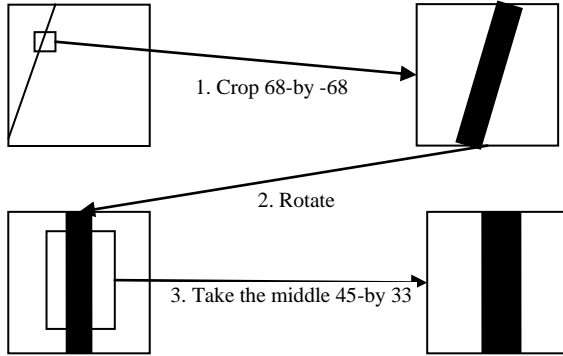 1. Crop 68-by -68
2. Rotate
3. Take the middle 45-by 33